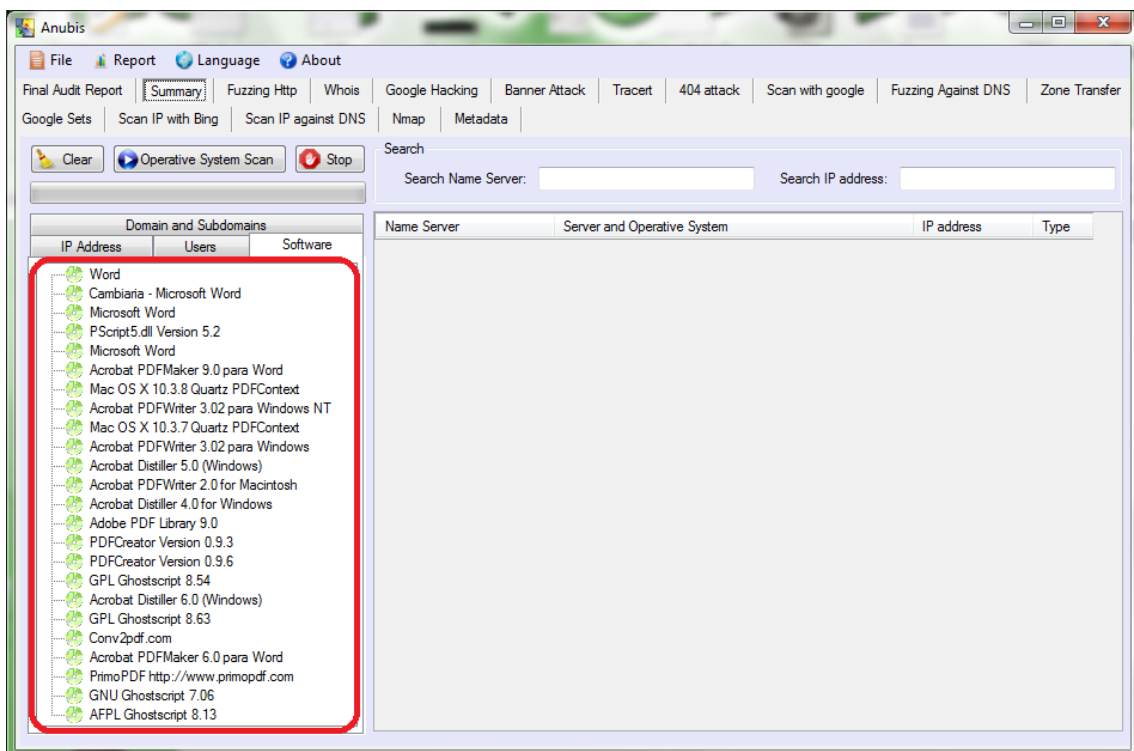 Anubis
File Report Language About
Final Audit Report Summary Fuzzing Http Whois Google Hacking Banner Attack Tracert 404 attack Scan with google Fuzzing Against DNS Zone Transfer
Google Sets Scan IP with Bing Scan IP against DNS Nmap Metadata
Clear Operative System Scan Stop
Search
Search Name Server: Search IP address:
Domain and Subdomains
IP Address Users Software
Name Server Server and Operative System IP address Type
Word
Cambiaria - Microsoft Word
Microsoft Word
PScript5.dll Version 5.2
Microsoft Word
Acrobat PDFMaker 9.0 para Word
Mac OS X 10.3.8 Quartz PDFContext
Acrobat PDFWriter 3.02 para Windows NT
Mac OS X 10.3.7 Quartz PDFContext
Acrobat PDFWriter 3.02 para Windows
Acrobat Distiller 5.0 (Windows)
Acrobat PDFWriter 2.0 for Macintosh
Acrobat Distiller 4.0 for Windows
Adobe PDF Library 9.0
PDFCreator Version 0.9.3
PDFCreator Version 0.9.6
GPL Ghostscript 8.54
Acrobat Distiller 6.0 (Windows)
GPL Ghostscript 8.63
Conv2pdf.com
Acrobat PDFMaker 6.0 para Word
PrimoPDF http://www.primopdf.com
GNU Ghostscript 7.06
AFPL Ghostscript 8.13